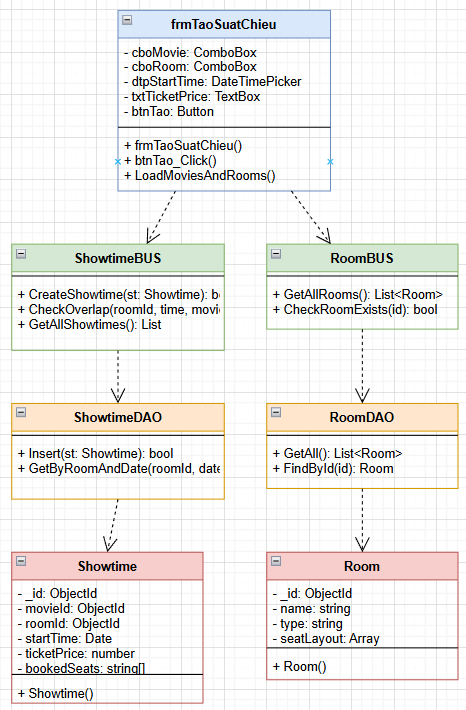 frmTaoSuatChieu
- cboMovie: ComboBox
- cboRoom: ComboBox
- dtpStartTime: DateTimePicker
- txtTicketPrice: TextBox
- btnTao: Button
+ frmTaoSuatChieu()
+ btnTao_Click()
+ LoadMoviesAndRooms()
ShowtimeBUS
+ CreateShowtime(st: Showtime): b
+ CheckOverlap(roomId, time, movi
+ GetAllShowtimes(): List
RoomBUS
+ GetAllRooms(): List<Room>
+ CheckRoomExists(id): bool
ShowtimeDAO
+ Insert(st: Showtime): bool
+ GetByRoomAndDate(roomId, date
RoomDAO
+ GetAll(): List<Room>
+ FindById(id): Room
Showtime
- _id: ObjectId
- movieId: ObjectId
- roomId: ObjectId
- startTime: Date
- ticketPrice: number
- bookedSeats: string[]
+ Showtime()
Room
- _id: ObjectId
- name: string
- type: string
- seatLayout: Array
+ Room()